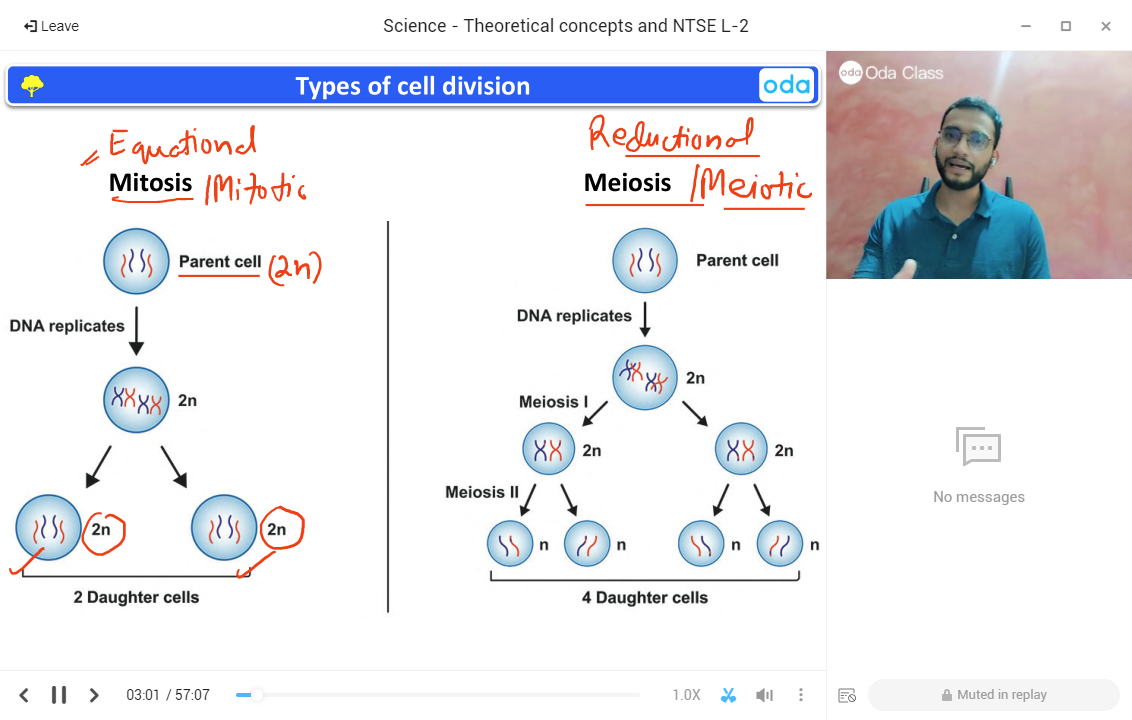 Leave
Science - Theoretical concepts and NTSE L-2
Types of cell division
oda
oda Oda Class
Equational
Mitosis /Mitotic
Reductional
Meiosis /Meiotic
Parent cell (2n)
DNA replicates
2n
2n
2n
2 Daughter cells
Parent cell
DNA replicates
2n
Meiosis I
2n
2n
Meiosis II
n
n
n
n
4 Daughter cells
No messages
03:01 / 57:07
1.0X
Muted in replay